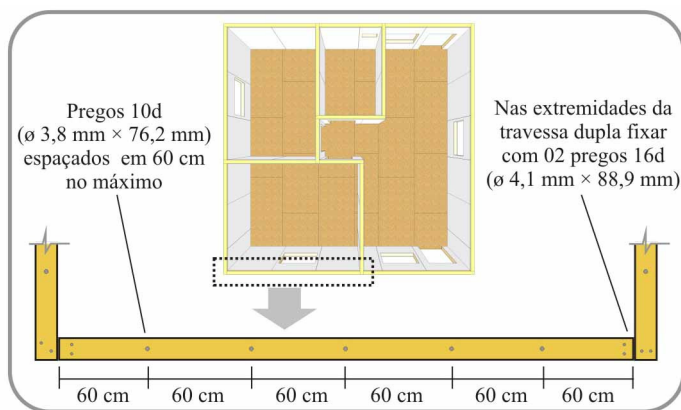 Pregos 10d
(ø 3,8 mm × 76,2 mm)
espaçados em 60 cm
no máximo
Nas extremidades da
travessa dupla fixar
com 02 pregos 16d
(ø 4,1 mm × 88,9 mm)
60 cm 60 cm 60 cm 60 cm 60 cm 60 cm